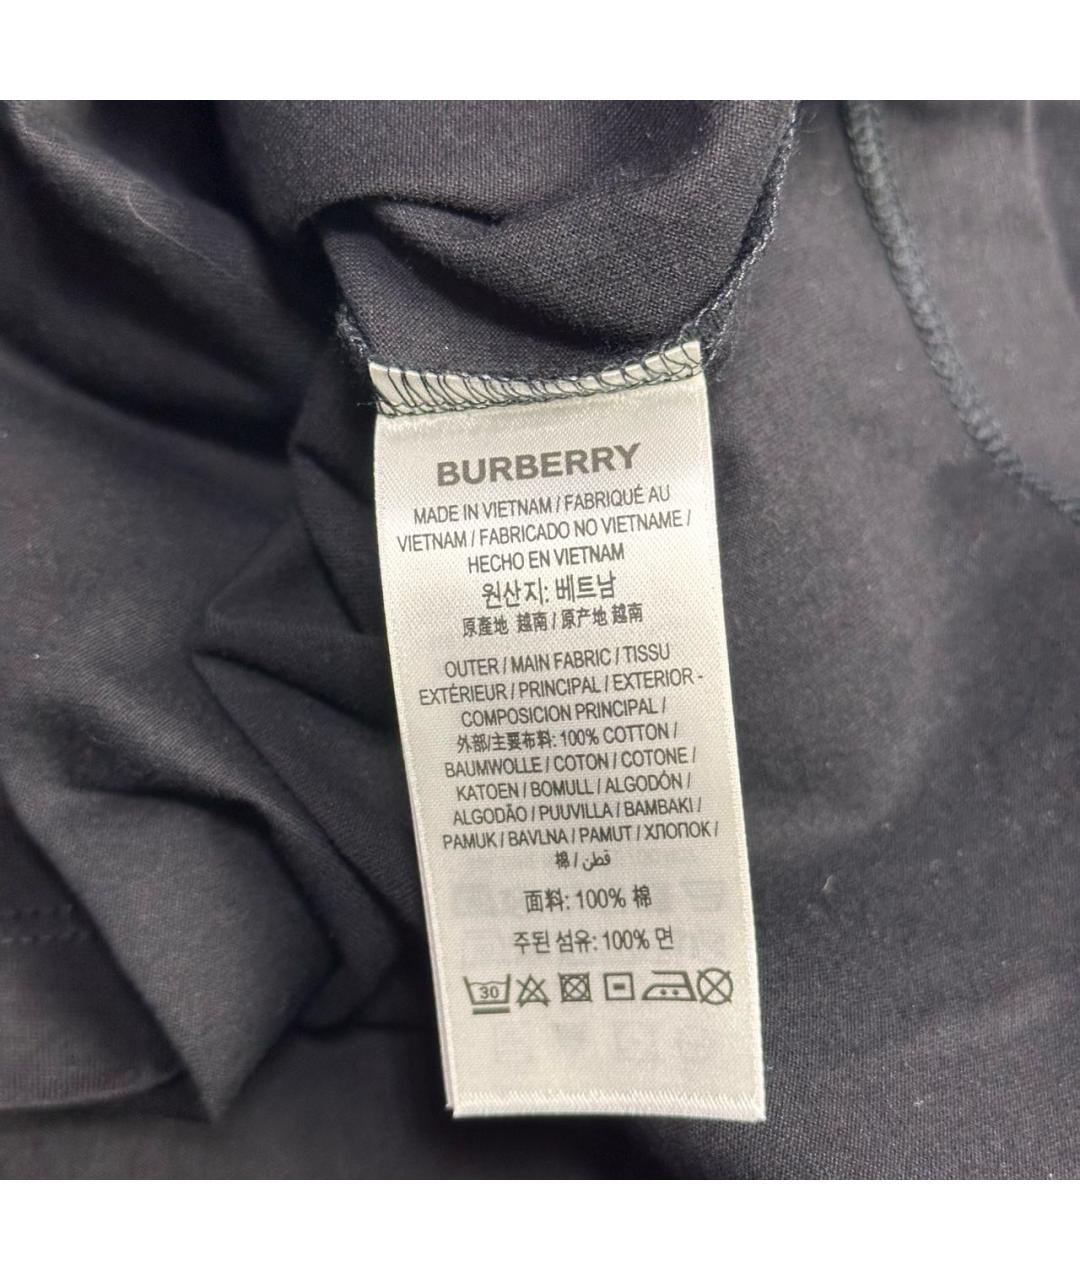 BURBERRY
MADE IN VIETNAM / FABRIQUÉ AU
VIETNAM / FABRICADO NO VIETNAME /
HECHO EN VIETNAM
원산지: 베트남
原產地 越南 / 原产地 越南
OUTER / MAIN FABRIC / TISSU
EXTÉRIEUR / PRINCIPAL / EXTERIOR -
COMPOSICION PRINCIPAL /
外部/主要布料: 100% COTTON /
BAUMWOLLE / COTON / COTONE /
KATOEN / BOMULL / ALGODÓN /
ALGODÃO / PUUVILLA / BAMBAKI /
PAMUK / BAVLNA / PAMUT / ХЛОПОК /
棉 / قطن
面料: 100% 棉
주된 섬유: 100% 면
30